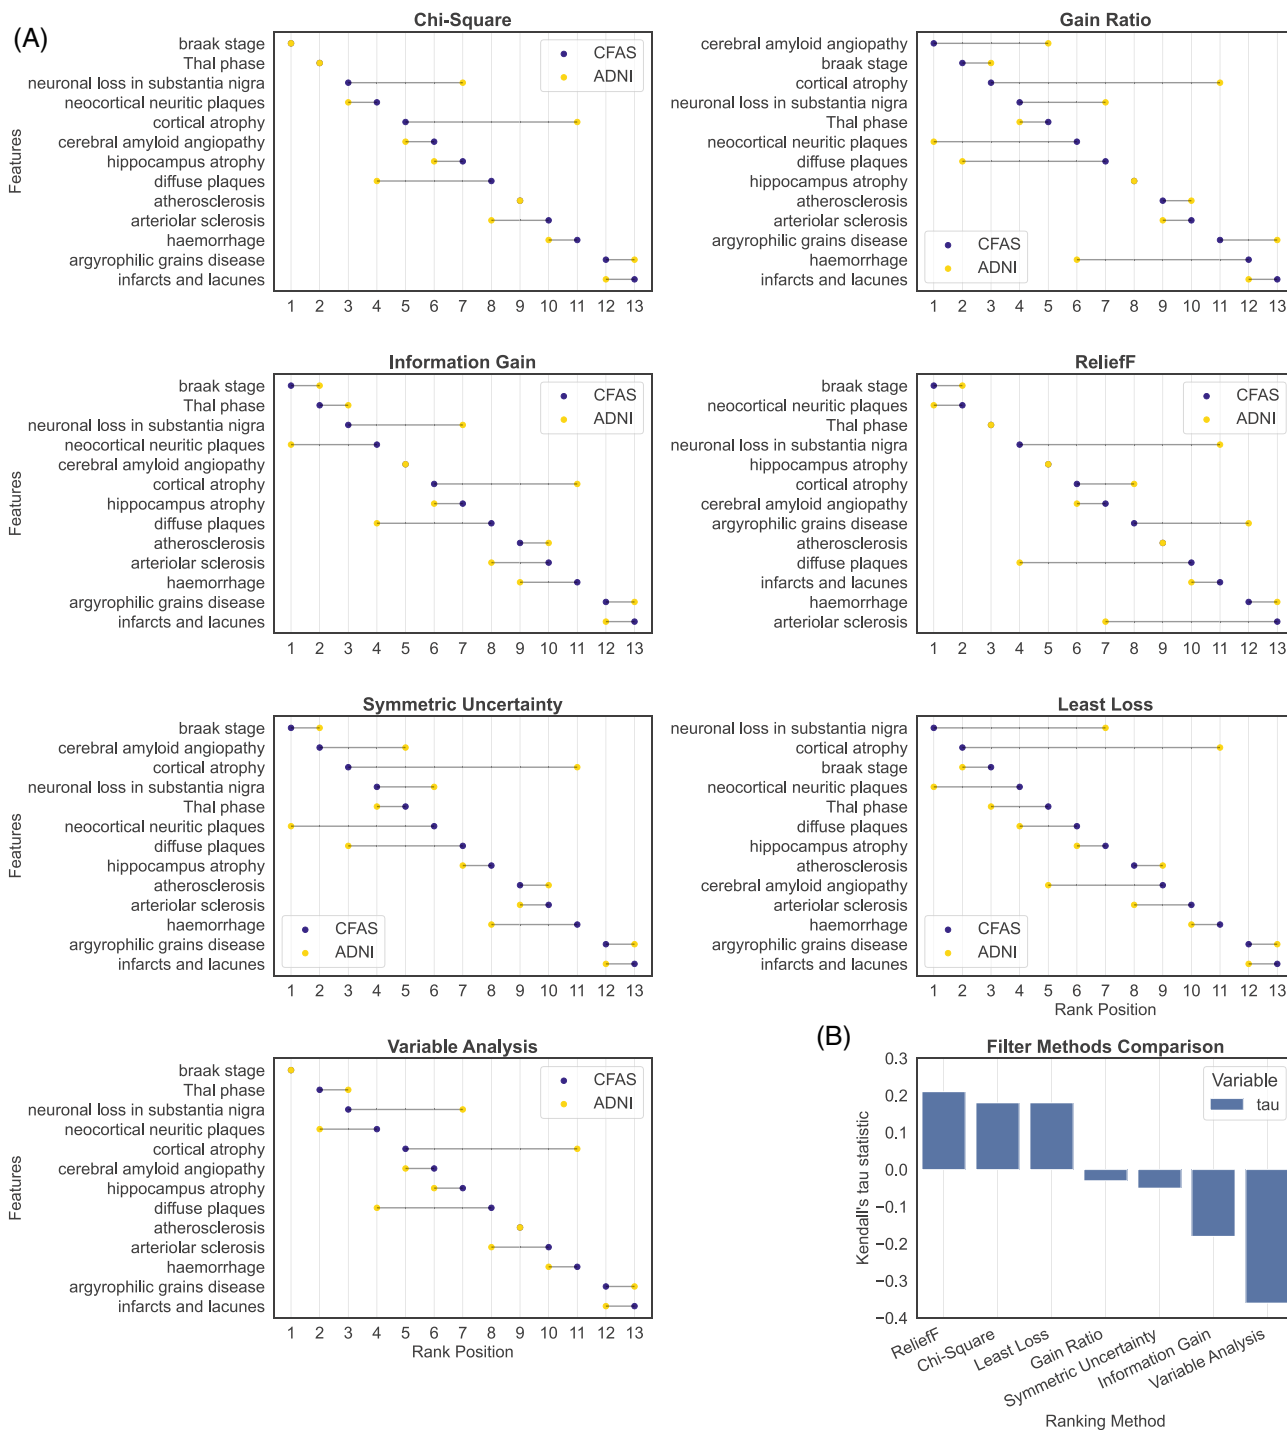 (A)
Chi-Square
Features
braak stage
Thal phase
neuronal loss in substantia nigra
neocortical neuritic plaques
cortical atrophy
cerebral amyloid angiopathy
hippocampus atrophy
diffuse plaques
atherosclerosis
arteriolar sclerosis
haemorrhage
argyrophilic grains disease
infarcts and lacunes
CFAS
ADNI
1 2 3 4 5 6 7 8 9 10 11 12 13
Gain Ratio
cerebral amyloid angiopathy
braak stage
cortical atrophy
neuronal loss in substantia nigra
Thal phase
neocortical neuritic plaques
diffuse plaques
hippocampus atrophy
atherosclerosis
arteriolar sclerosis
argyrophilic grains disease
haemorrhage
infarcts and lacunes
CFAS
ADNI
1 2 3 4 5 6 7 8 9 10 11 12 13
Information Gain
Features
braak stage
Thal phase
neuronal loss in substantia nigra
neocortical neuritic plaques
cerebral amyloid angiopathy
cortical atrophy
hippocampus atrophy
diffuse plaques
atherosclerosis
arteriolar sclerosis
haemorrhage
argyrophilic grains disease
infarcts and lacunes
CFAS
ADNI
1 2 3 4 5 6 7 8 9 10 11 12 13
ReliefF
braak stage
neocortical neuritic plaques
Thal phase
neuronal loss in substantia nigra
hippocampus atrophy
cortical atrophy
cerebral amyloid angiopathy
argyrophilic grains disease
atherosclerosis
diffuse plaques
infarcts and lacunes
haemorrhage
arteriolar sclerosis
CFAS
ADNI
1 2 3 4 5 6 7 8 9 10 11 12 13
Symmetric Uncertainty
Features
braak stage
cerebral amyloid angiopathy
cortical atrophy
neuronal loss in substantia nigra
Thal phase
neocortical neuritic plaques
diffuse plaques
hippocampus atrophy
atherosclerosis
arteriolar sclerosis
haemorrhage
argyrophilic grains disease
infarcts and lacunes
CFAS
ADNI
1 2 3 4 5 6 7 8 9 10 11 12 13
Least Loss
neuronal loss in substantia nigra
cortical atrophy
braak stage
neocortical neuritic plaques
Thal phase
diffuse plaques
hippocampus atrophy
atherosclerosis
cerebral amyloid angiopathy
arteriolar sclerosis
haemorrhage
argyrophilic grains disease
infarcts and lacunes
CFAS
ADNI
1 2 3 4 5 6 7 8 9 10 11 12 13
Rank Position
Variable Analysis
Features
braak stage
Thal phase
neuronal loss in substantia nigra
neocortical neuritic plaques
cortical atrophy
cerebral amyloid angiopathy
hippocampus atrophy
diffuse plaques
atherosclerosis
arteriolar sclerosis
haemorrhage
argyrophilic grains disease
infarcts and lacunes
CFAS
ADNI
1 2 3 4 5 6 7 8 9 10 11 12 13
Rank Position
(B)
Filter Methods Comparison
Kendall's tau statistic
0.3
0.2
0.1
0.0
−0.1
−0.2
−0.3
−0.4
Variable
tau
ReliefF
Chi-Square
Least Loss
Gain Ratio
Symmetric Uncertainty
Information Gain
Variable Analysis
Ranking Method